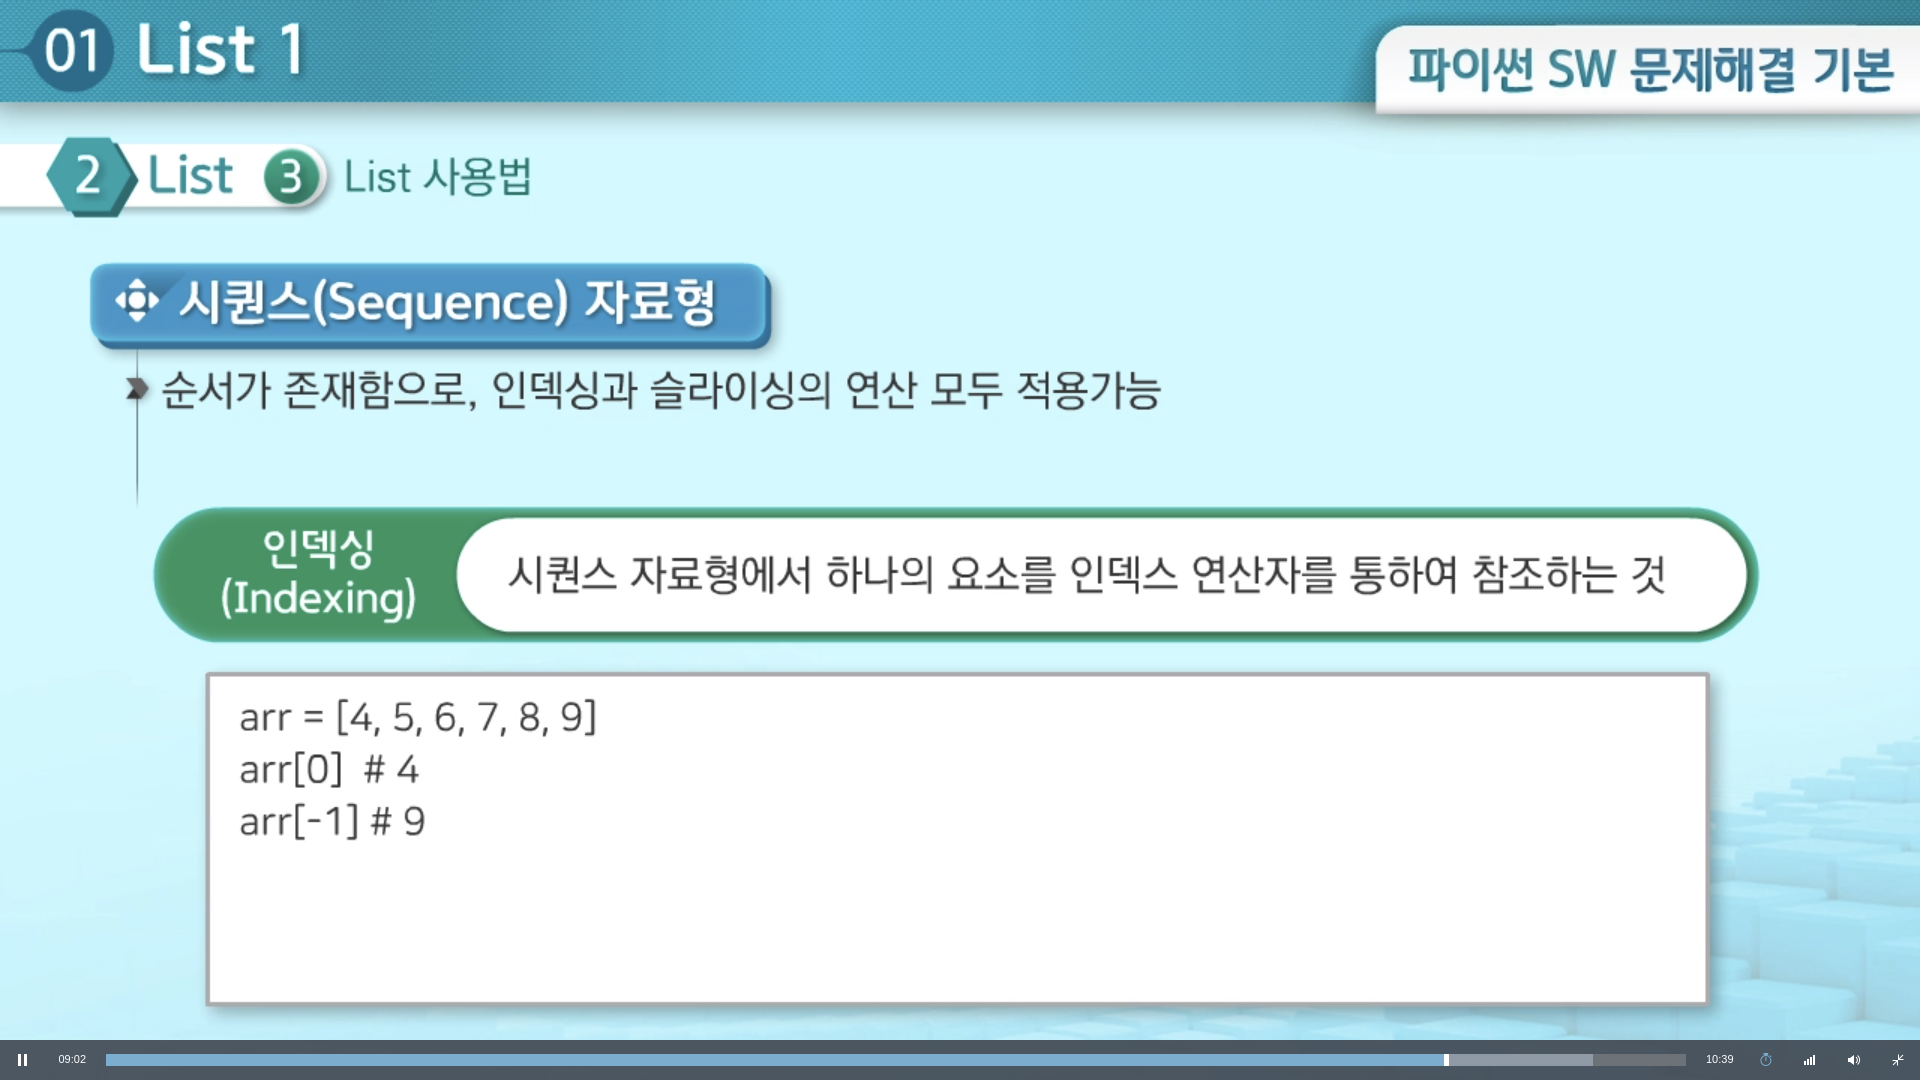 01 List 1
파이썬 SW 문제해결 기본
2 List 3 List 사용법
시퀀스(Sequence) 자료형
순서가 존재함으로, 인덱싱과 슬라이싱의 연산 모두 적용가능
인덱싱
(Indexing)
시퀀스 자료형에서 하나의 요소를 인덱스 연산자를 통하여 참조하는 것
arr = [4, 5, 6, 7, 8, 9]
arr[0]  # 4
arr[-1] # 9
09:02
10:39